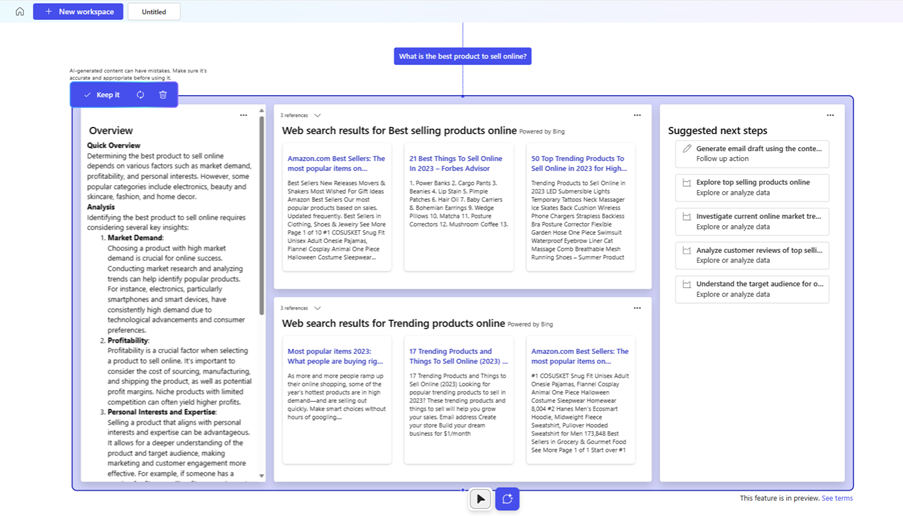 New workspace
Untitled
What is the best product to sell online?
AI-generated content can have mistakes. Make sure it's
accurate and appropriate before using it.
Keep it
Overview
Quick Overview
Determining the best product to sell online
depends on various factors such as market demand,
profitability, and personal interests. However, some
popular categories include electronics, beauty and
skincare, fashion, and home decor.
Analysis
Identifying the best product to sell online requires
considering several key insights:
1. Market Demand:
Choosing a product with high market
demand is crucial for online success.
Conducting market research and analyzing
trends can help identify popular products.
For instance, electronics, particularly
smartphones and smart devices, have
consistently high demand due to
technological advancements and consumer
preferences.
2. Profitability:
Profitability is a crucial factor when selecting
a product to sell online. It's important to
consider the cost of sourcing, manufacturing,
and shipping the product, as well as potential
profit margins. Niche products with limited
competition can often yield higher profits.
3. Personal Interests and Expertise:
Selling a product that aligns with personal
interests and expertise can be advantageous.
It allows for a deeper understanding of the
product and target audience, making
marketing and customer engagement more
effective. For example, if someone has a
3 references
Web search results for Best selling products online Powered by Bing
Amazon.com Best Sellers: The
most popular items on...
Best Sellers New Releases Movers &
Shakers Most Wished For Gift Ideas
Amazon Best Sellers Our most
popular products based on sales.
Updated frequently. Best Sellers in
Clothing, Shoes & Jewelry See More
Page 1 of 10 #1 COSUSKET Snug Fit
Unisex Adult Onesie Pajamas,
Flannel Cosplay Animal One Piece
Halloween Costume Sleepwear...
21 Best Things To Sell Online
In 2023 – Forbes Advisor
1. Power Banks 2. Cargo Pants 3.
Beanies 4. Lip Stain 5. Pimple
Patches 6. Hair Oil 7. Baby Carriers
8. Bohemian Earrings 9. Wedge
Pillows 10. Matcha 11. Posture
Correctors 12. Mushroom Coffee 13.
50 Top Trending Products To
Sell Online in 2023 for High...
Trending Products to Sell Online in
2023 LED Submersible Lights
Temporary Tattoos Neck Massager
Ice Skates Back Cushion Wireless
Phone Chargers Strapless Backless
Bra Posture Corrector Flexible
Garden Hose One Piece Swimsuit
Waterproof Eyebrow Liner Cat
Massage Comb Breathable Mesh
Running Shoes – Summer Product
3 references
Web search results for Trending products online Powered by Bing
Most popular items 2023:
What people are buying rig...
As more and more people ramp up
their online shopping, some of the
year's hottest products are in high
demand—and are selling out
quickly. Make smart choices without
hours of googling....
17 Trending Products and
Things To Sell Online (2023) ...
17 Trending Products and Things to
Sell Online (2023) Looking for
popular trending products to sell in
2023? These trending products and
things to sell will help you grow
your sales. Email address Create
your store Build your dream
business for $1/month
Amazon.com Best Sellers: The
most popular items on...
#1 COSUSKET Snug Fit Unisex Adult
Onesie Pajamas, Flannel Cosplay
Animal One Piece Halloween
Costume Sleepwear Homewear
8,004 #2 Hanes Men's Ecosmart
Hoodie, Midweight Fleece
Sweatshirt, Pullover Hooded
Sweatshirt for Men 173,848 Best
Sellers in Grocery & Gourmet Food
See More Page 1 of 1 Start over #1
Suggested next steps
Generate email draft using the conte...
Follow up action
Explore top selling products online
Explore or analyze data
Investigate current online market tre...
Explore or analyze data
Analyze customer reviews of top selli...
Explore or analyze data
Understand the target audience for o...
Explore or analyze data
This feature is in preview. See terms